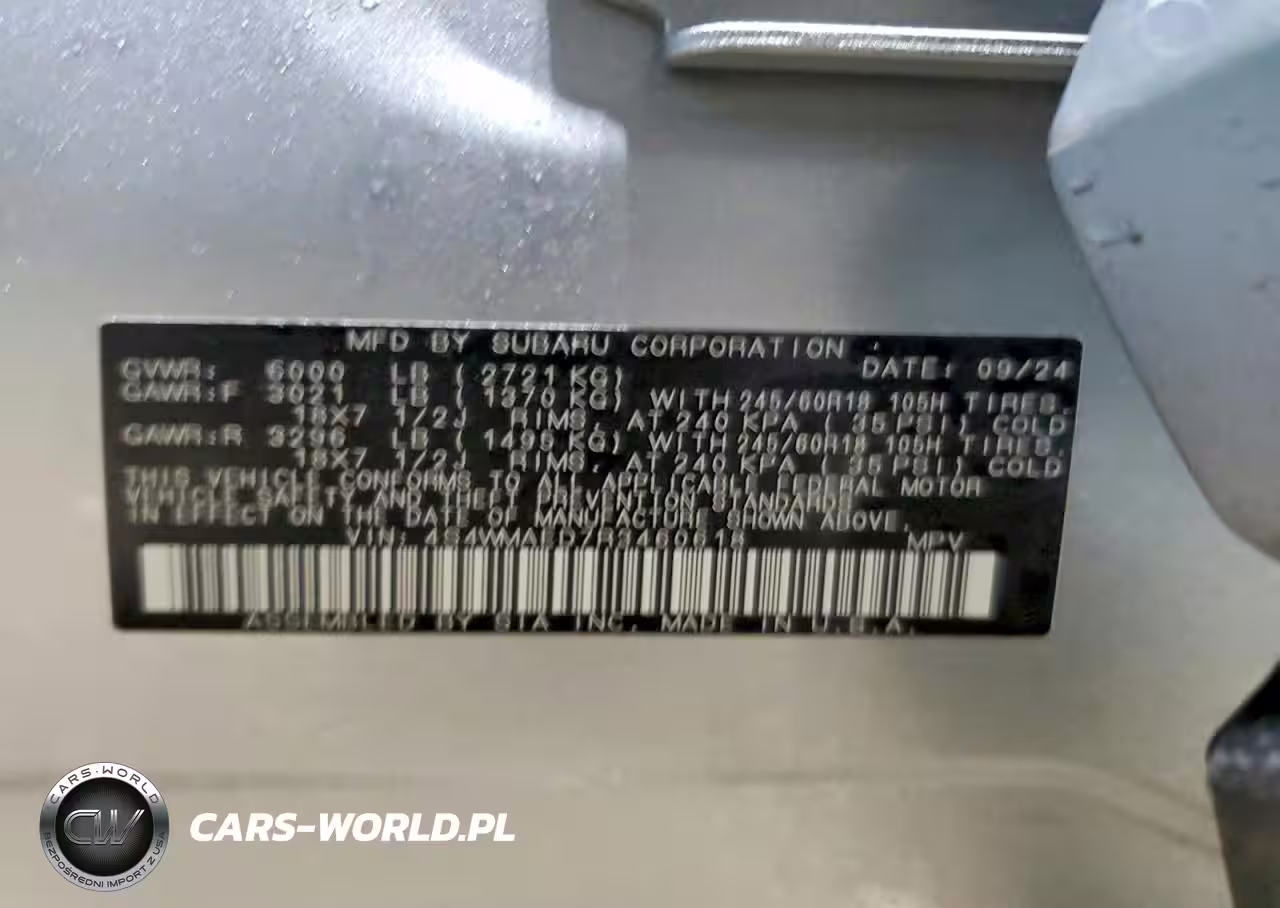 MFD BY SUBARU CORPORATION
DATE: 09/24
GVWR: 6000 LB ( 2721 KG)
GAWR:F 3021 LB ( 1370 KG) WITH 245/60R18 105H TIRES,
18X7 1/2J RIMS, AT 240 KPA ( 35 PSI) COLD
GAWR:R 3296 LB ( 1495 KG) WITH 245/60R18 105H TIRES,
18X7 1/2J RIMS, AT 240 KPA ( 35 PSI) COLD
THIS VEHICLE CONFORMS TO ALL APPLICABLE FEDERAL MOTOR
VEHICLE SAFETY AND THEFT PREVENTION STANDARDS
IN EFFECT ON THE DATE OF MANUFACTURE SHOWN ABOVE.
VIN: MPV
ASSEMBLED BY SIA INC. MADE IN U.S.A.
CARS-WORLD
CW
BEZPOŚREDNI IMPORT Z USA
CARS-WORLD.PL